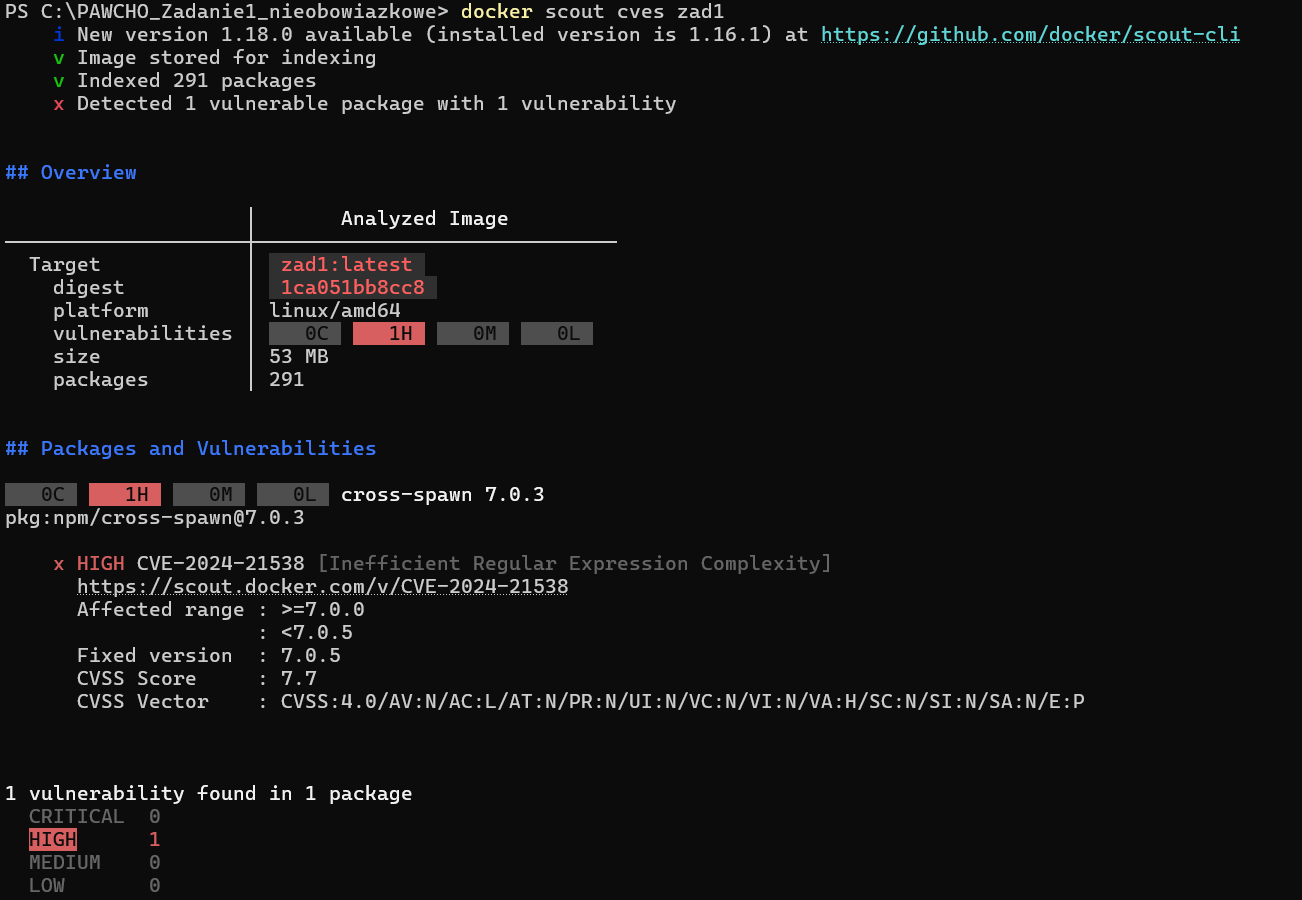 PS C:\PAWCHO_Zadanie1_nieobowiazkowe> docker scout cves zad1
i New version 1.18.0 available (installed version is 1.16.1) at https://github.com/docker/scout-cli
v Image stored for indexing
v Indexed 291 packages
x Detected 1 vulnerable package with 1 vulnerability
## Overview
Analyzed Image
Target zad1:latest
digest 1ca051bb8cc8
platform linux/amd64
vulnerabilities 0C 1H 0M 0L
size 53 MB
packages 291
## Packages and Vulnerabilities
0C 1H 0M 0L cross-spawn 7.0.3
pkg:npm/cross-spawn@7.0.3
x HIGH CVE-2024-21538 [Inefficient Regular Expression Complexity]
https://scout.docker.com/v/CVE-2024-21538
Affected range : >=7.0.0
: <7.0.5
Fixed version : 7.0.5
CVSS Score : 7.7
CVSS Vector : CVSS:4.0/AV:N/AC:L/AT:N/PR:N/UI:N/VC:N/VI:N/VA:H/SC:N/SI:N/SA:N/E:P
1 vulnerability found in 1 package
CRITICAL 0
HIGH 1
MEDIUM 0
LOW 0